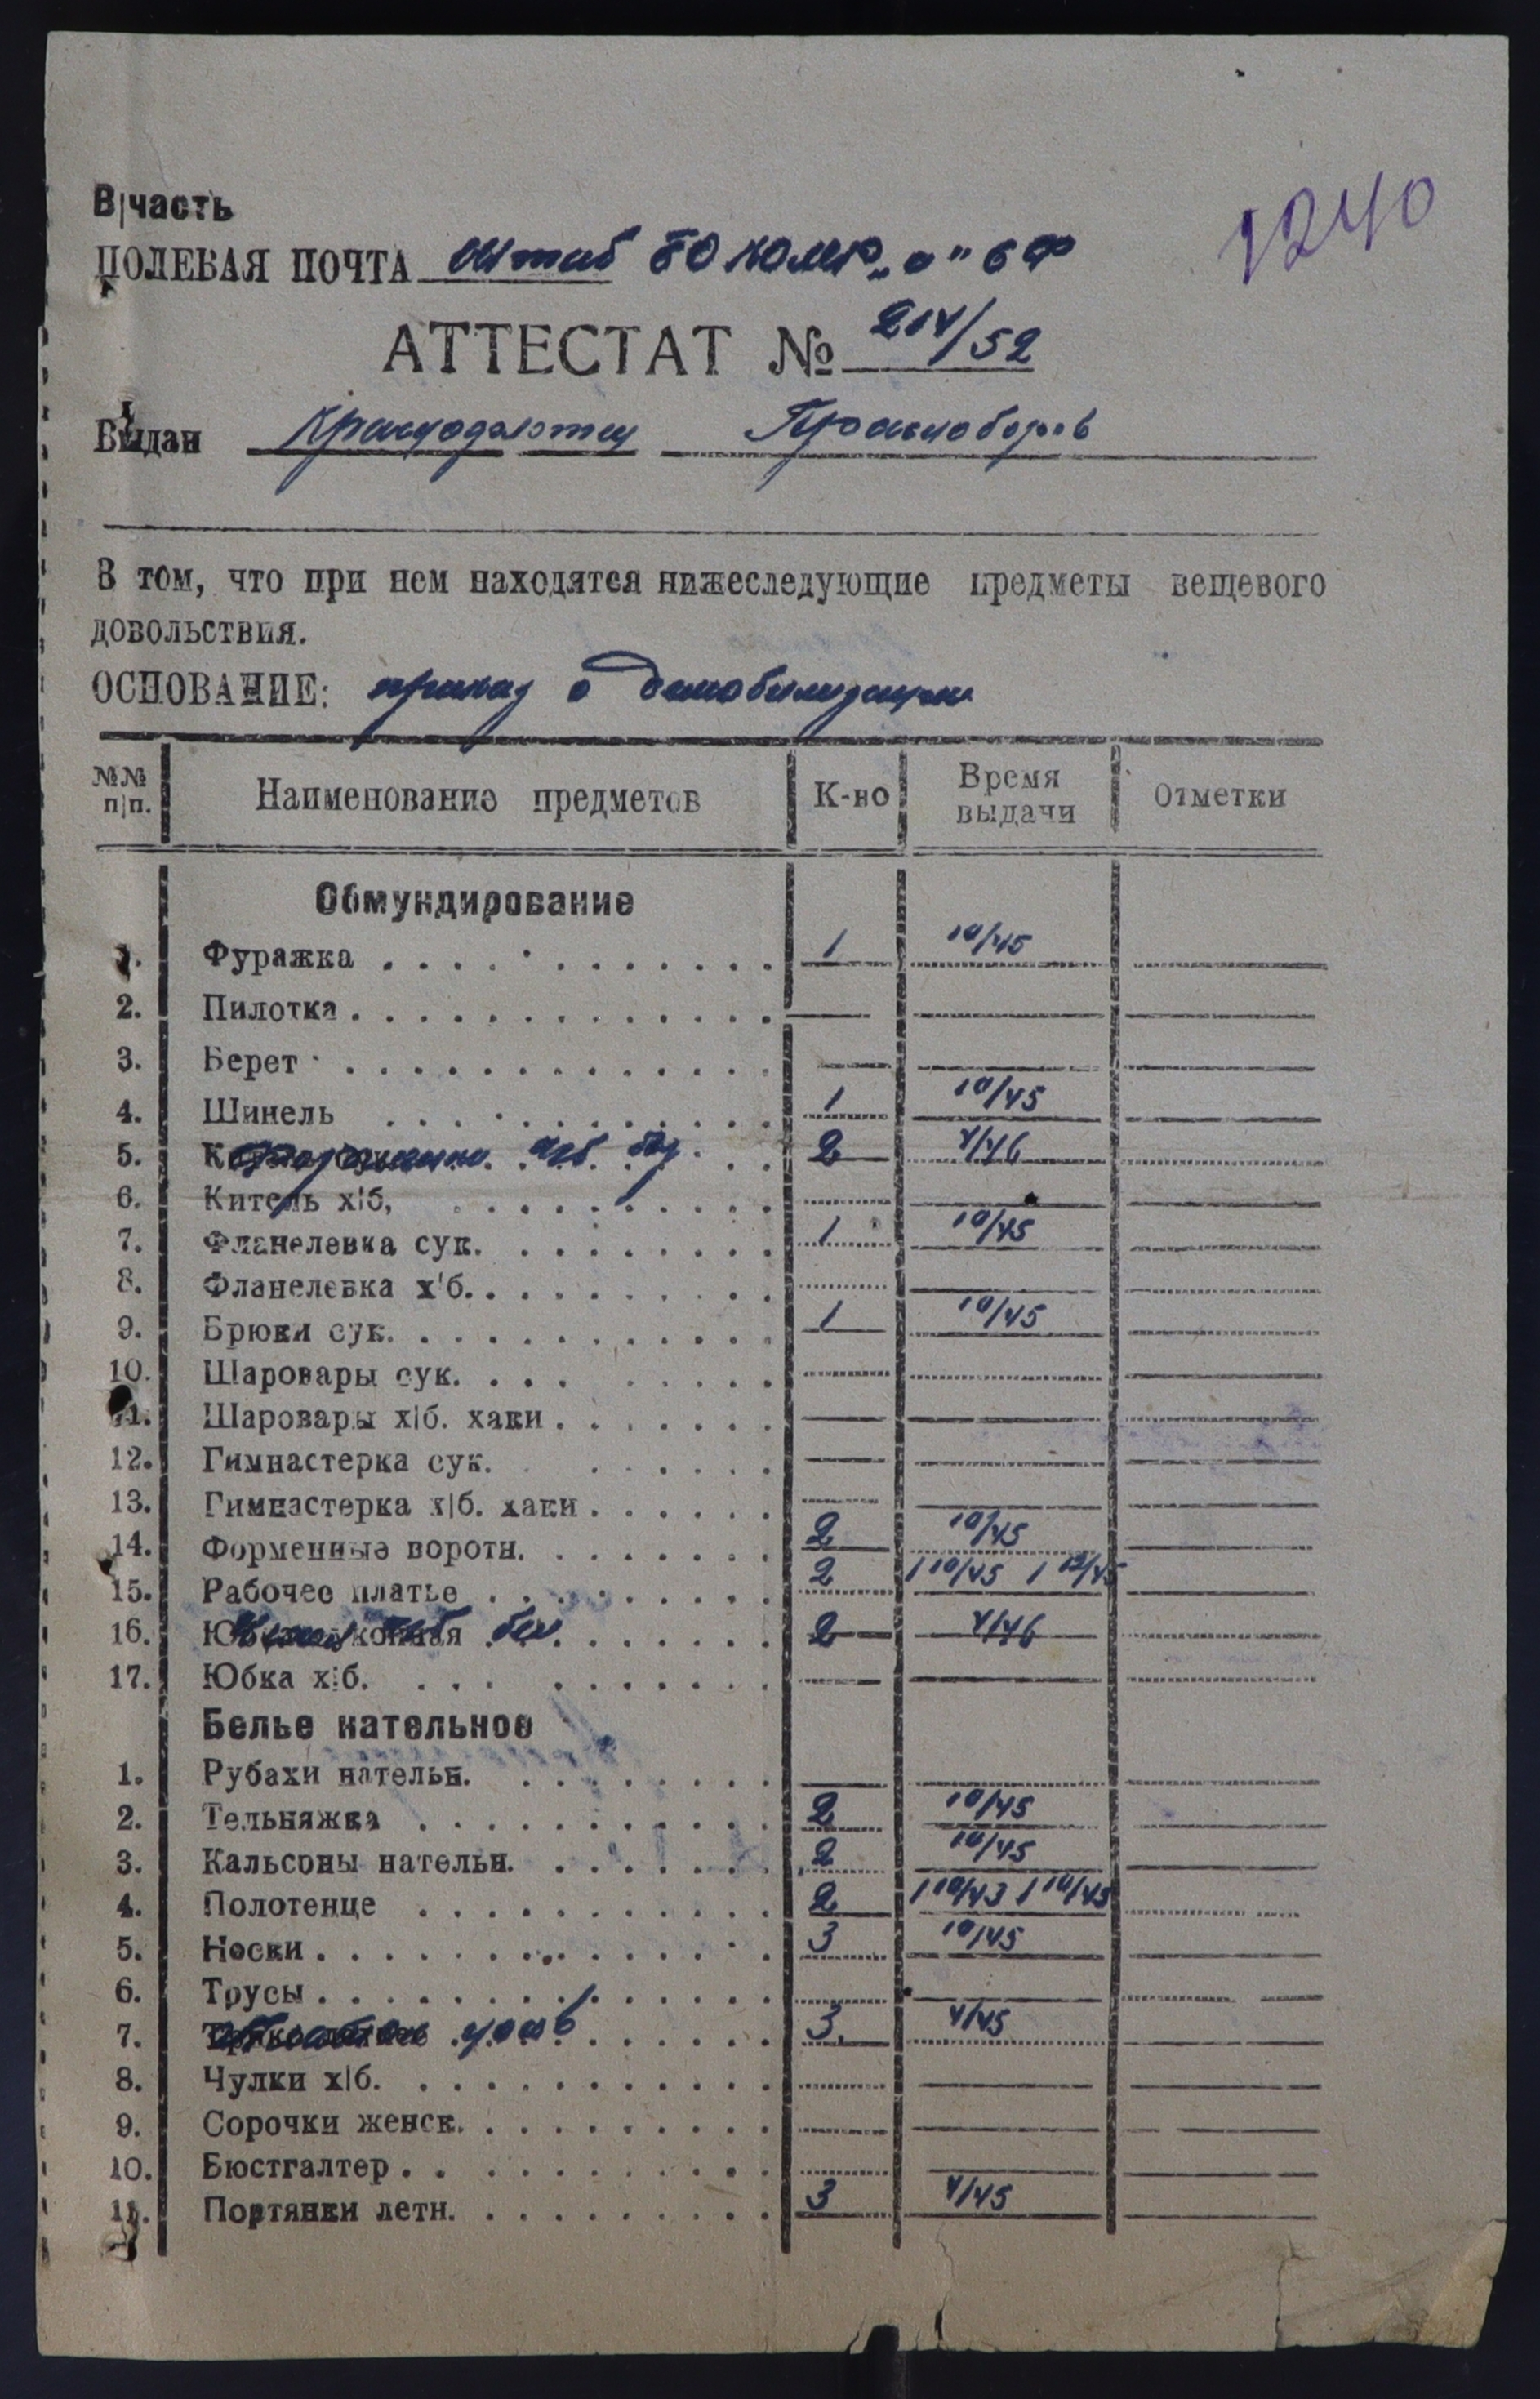 1240
В|часть
ПОЛЕВАЯ ПОЧТА Штаб
АТТЕСТАТ № 214/52
Выдан Краснофлотцу
В том, что при нем находятся нижеследующие предметы вещевого
довольствия.
ОСНОВАНИЕ: приказ о демобилизации
№№ п|п. Наименование предметов К-во Время выдачи Отметки
Обмундирование
1. Фуражка 1 10/45
2. Пилотка
3. Берет
4. Шинель 1 10/45
5. 2 4/46
6. Китель х|б,
7. Фланелевка сук. 1 10/45
8. Фланелевка х|б.
9. Брюки сук. 1 10/45
10. Шаровары сук.
11. Шаровары х|б. хаки
12. Гимнастерка сук.
13. Гимнастерка х|б. хаки
14. Форменные воротн. 2 10/45
15. Рабочее платье 2 1 10/45 1 12/45
16. 2 4/46
17. Юбка х|б.
Белье нательное
1. Рубахи нательн.
2. Тельняжка 2 10/45
3. Кальсоны нательн. 2 10/45
4. Полотенце 2 1 10/43 1 10/45
5. Носки 3 10/45
6. Трусы
7. 3 4/45
8. Чулки х|б.
9. Сорочки женск.
10. Бюстгалтер
11. Портянки летн. 3 4/45